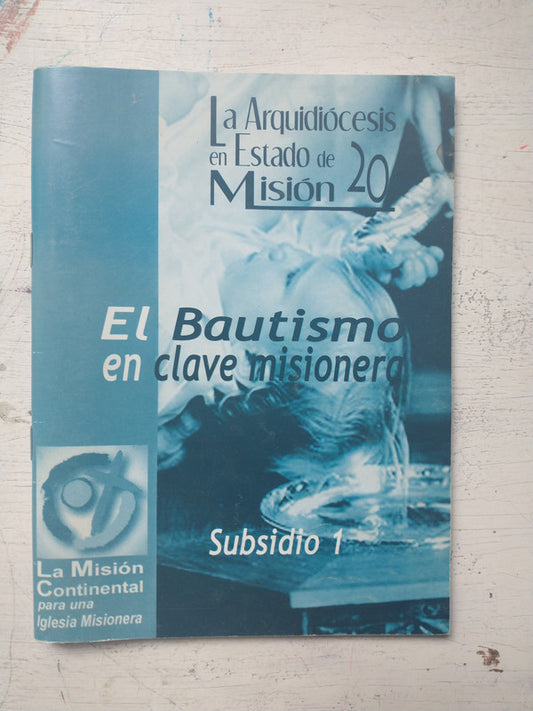 La Arquidiócesis
en Estado de
Misión 20
El Bautismo
en clave misionera
Subsidio 1
La Misión
Continental
para una
Iglesia Misionera